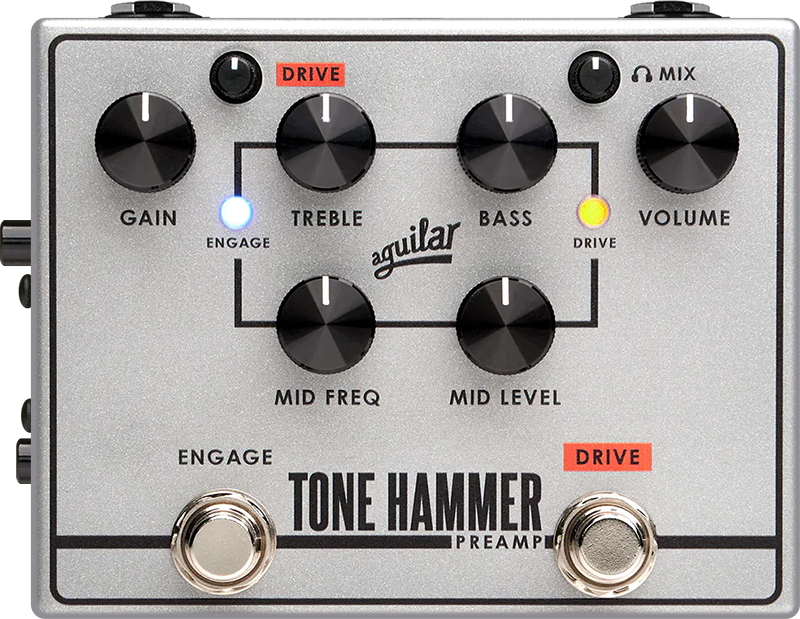 DRIVE
MIX
GAIN
TREBLE
BASS
VOLUME
ENGAGE
aguilar
DRIVE
MID FREQ
MID LEVEL
ENGAGE
DRIVE
TONE HAMMER
PREAMP